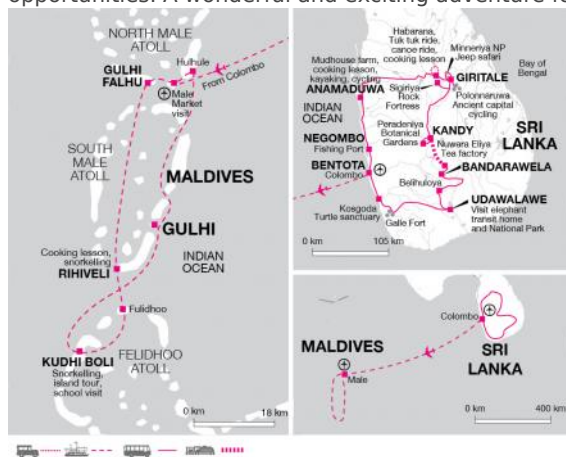 opportunities. A wonderful and exciting adventure fo
NORTH MALE
ATOLL
Hulhule
GULHI
FALHU
From Colombo
Male
Market
visit
SOUTH
MALE
ATOLL
MALDIVES
GULHI
INDIAN
OCEAN
Cooking lesson,
snorkelling
RIHIVELI
Fulidhoo
KUDHI BOLI
Snorkelling,
island tour,
school visit
FELIDHOO
ATOLL
0 km
18 km
Habarana,
Tuk tuk ride,
canoe ride,
cooking lesson
Mudhouse farm,
cooking lesson,
kayaking, cycling
ANAMADUWA
Minneriya NP
Jeep safari
Bay of
Bengal
GIRITALE
Sigiriya
Rock
Fortress
Polonnaruwa
Ancient capital
cycling
INDIAN
OCEAN
Peradeniya
Botanical
Gardens
KANDY
NEGOMBO
Fishing Port
Nuwara Eliya
Tea factory
SRI
LANKA
BENTOTA
Colombo
BANDARAWELA
Belihuloya
UDAWALAWE
Visit elephant
transit home
and National Park
Kosgoda
Turtle sanctuary
Galle Fort
0 km
105 km
Colombo
MALDIVES
SRI
LANKA
Male
0 km
400 km